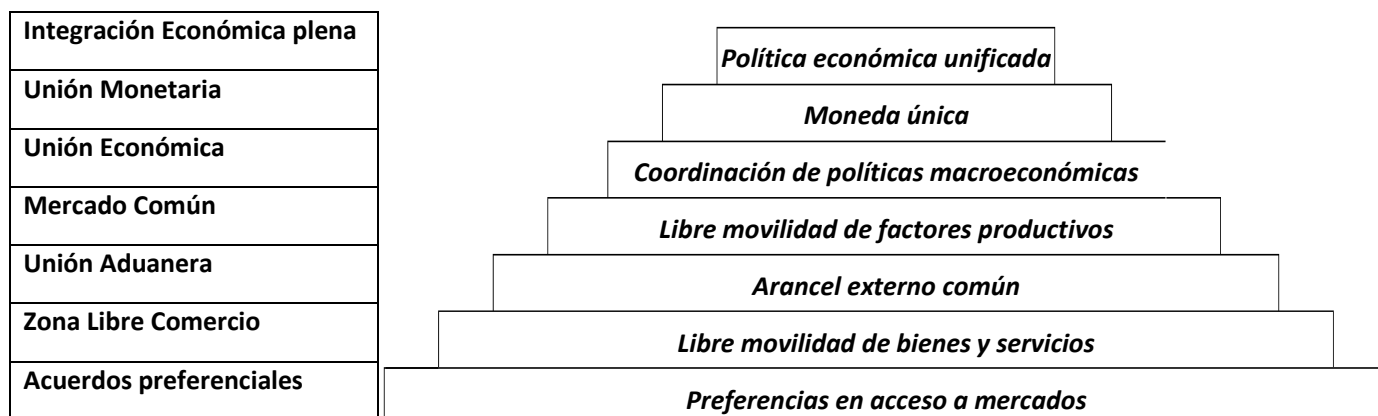 Integración Económica plena
Política económica unificada
Unión Monetaria
Moneda única
Unión Económica
Coordinación de políticas macroeconómicas
Mercado Común
Libre movilidad de factores productivos
Unión Aduanera
Arancel externo común
Zona Libre Comercio
Libre movilidad de bienes y servicios
Acuerdos preferenciales
Preferencias en acceso a mercados